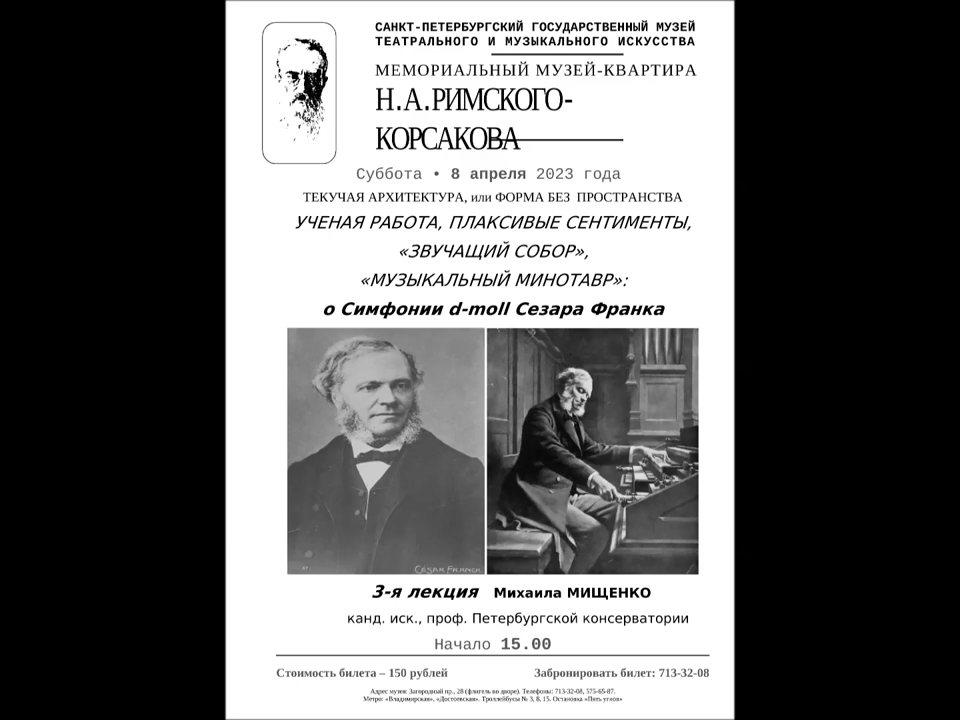 САНКТ-ПЕТЕРБУРГСКИЙ ГОСУДАРСТВЕННЫЙ МУЗЕЙ
ТЕАТРАЛЬНОГО И МУЗЫКАЛЬНОГО ИСКУССТВА
МЕМОРИАЛЬНЫЙ МУЗЕЙ-КВАРТИРА
Н.А.РИМСКОГО-
КОРСАКОВА
Суббота • 8 апреля 2023 года
ТЕКУЧАЯ АРХИТЕКТУРА, или ФОРМА БЕЗ ПРОСТРАНСТВА
УЧЕНАЯ РАБОТА, ПЛАКСИВЫЕ СЕНТИМЕНТЫ,
«ЗВУЧАЩИЙ СОБОР»,
«МУЗЫКАЛЬНЫЙ МИНОТАВР»:
о Симфонии d-moll Сезара Франка
César Franck
3-я лекция Михаила МИЩЕНКО
канд. иск., проф. Петербургской консерватории
Начало 15.00
Стоимость билета – 150 рублей Забронировать билет: 713-32-08
Адрес музея: Загородный пр., 28 (флигель во дворе). Телефоны: 713-32-08, 575-65-87.
Метро: «Владимирская», «Достоевская». Троллейбусы № 3, 8, 15. Остановка «Пять углов»